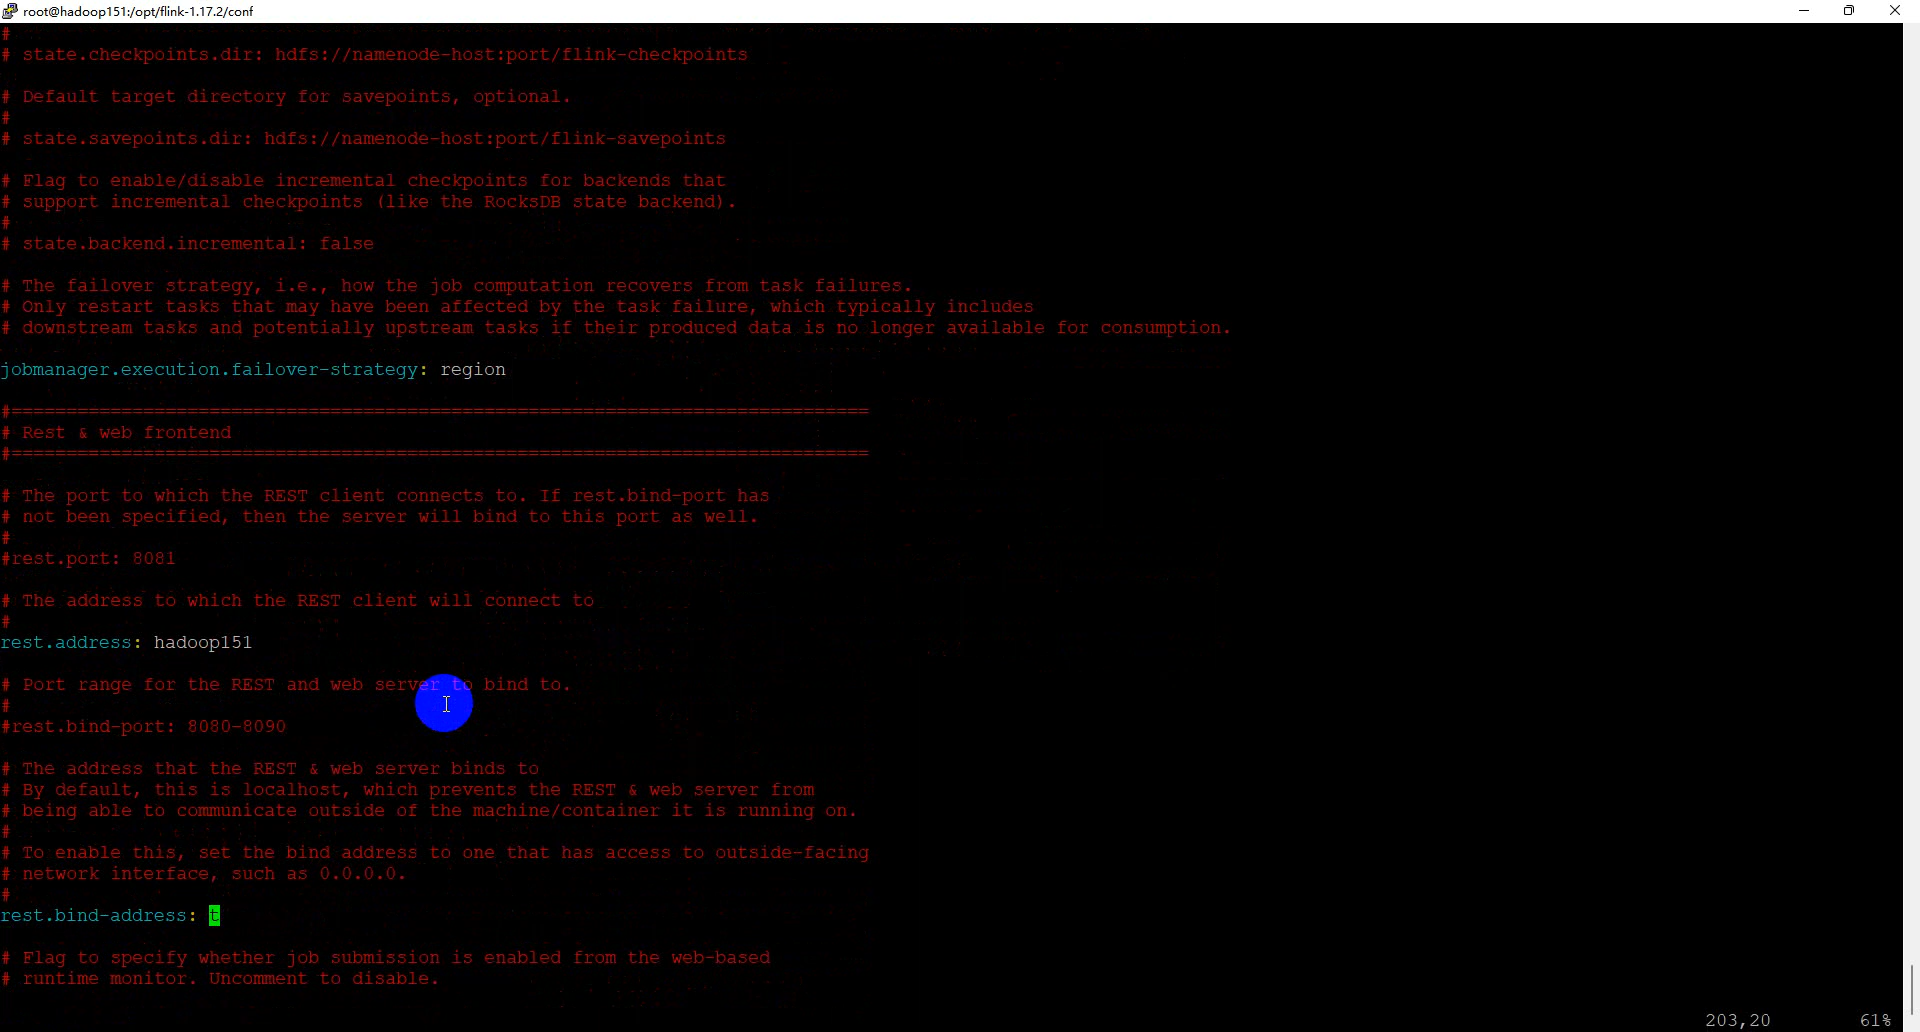 root@hadoop151:/opt/flink-1.17.2/conf
#
# state.checkpoints.dir: hdfs://namenode-host:port/flink-checkpoints
# Default target directory for savepoints, optional.
#
# state.savepoints.dir: hdfs://namenode-host:port/flink-savepoints
# Flag to enable/disable incremental checkpoints for backends that
# support incremental checkpoints (like the RocksDB state backend).
#
# state.backend.incremental: false
# The failover strategy, i.e., how the job computation recovers from task failures.
# Only restart tasks that may have been affected by the task failure, which typically includes
# downstream tasks and potentially upstream tasks if their produced data is no longer available for consumption.
jobmanager.execution.failover-strategy: region
#==============================================================================
# Rest & web frontend
#==============================================================================
# The port to which the REST client connects to. If rest.bind-port has
# not been specified, then the server will bind to this port as well.
#
#rest.port: 8081
# The address to which the REST client will connect to
#
rest.address: hadoop151
# Port range for the REST and web server to bind to.
#
#rest.bind-port: 8080-8090
# The address that the REST & web server binds to
# By default, this is localhost, which prevents the REST & web server from
# being able to communicate outside of the machine/container it is running on.
#
# To enable this, set the bind address to one that has access to outside-facing
# network interface, such as 0.0.0.0.
#
rest.bind-address: t
# Flag to specify whether job submission is enabled from the web-based
# runtime monitor. Uncomment to disable.
203,20 61%